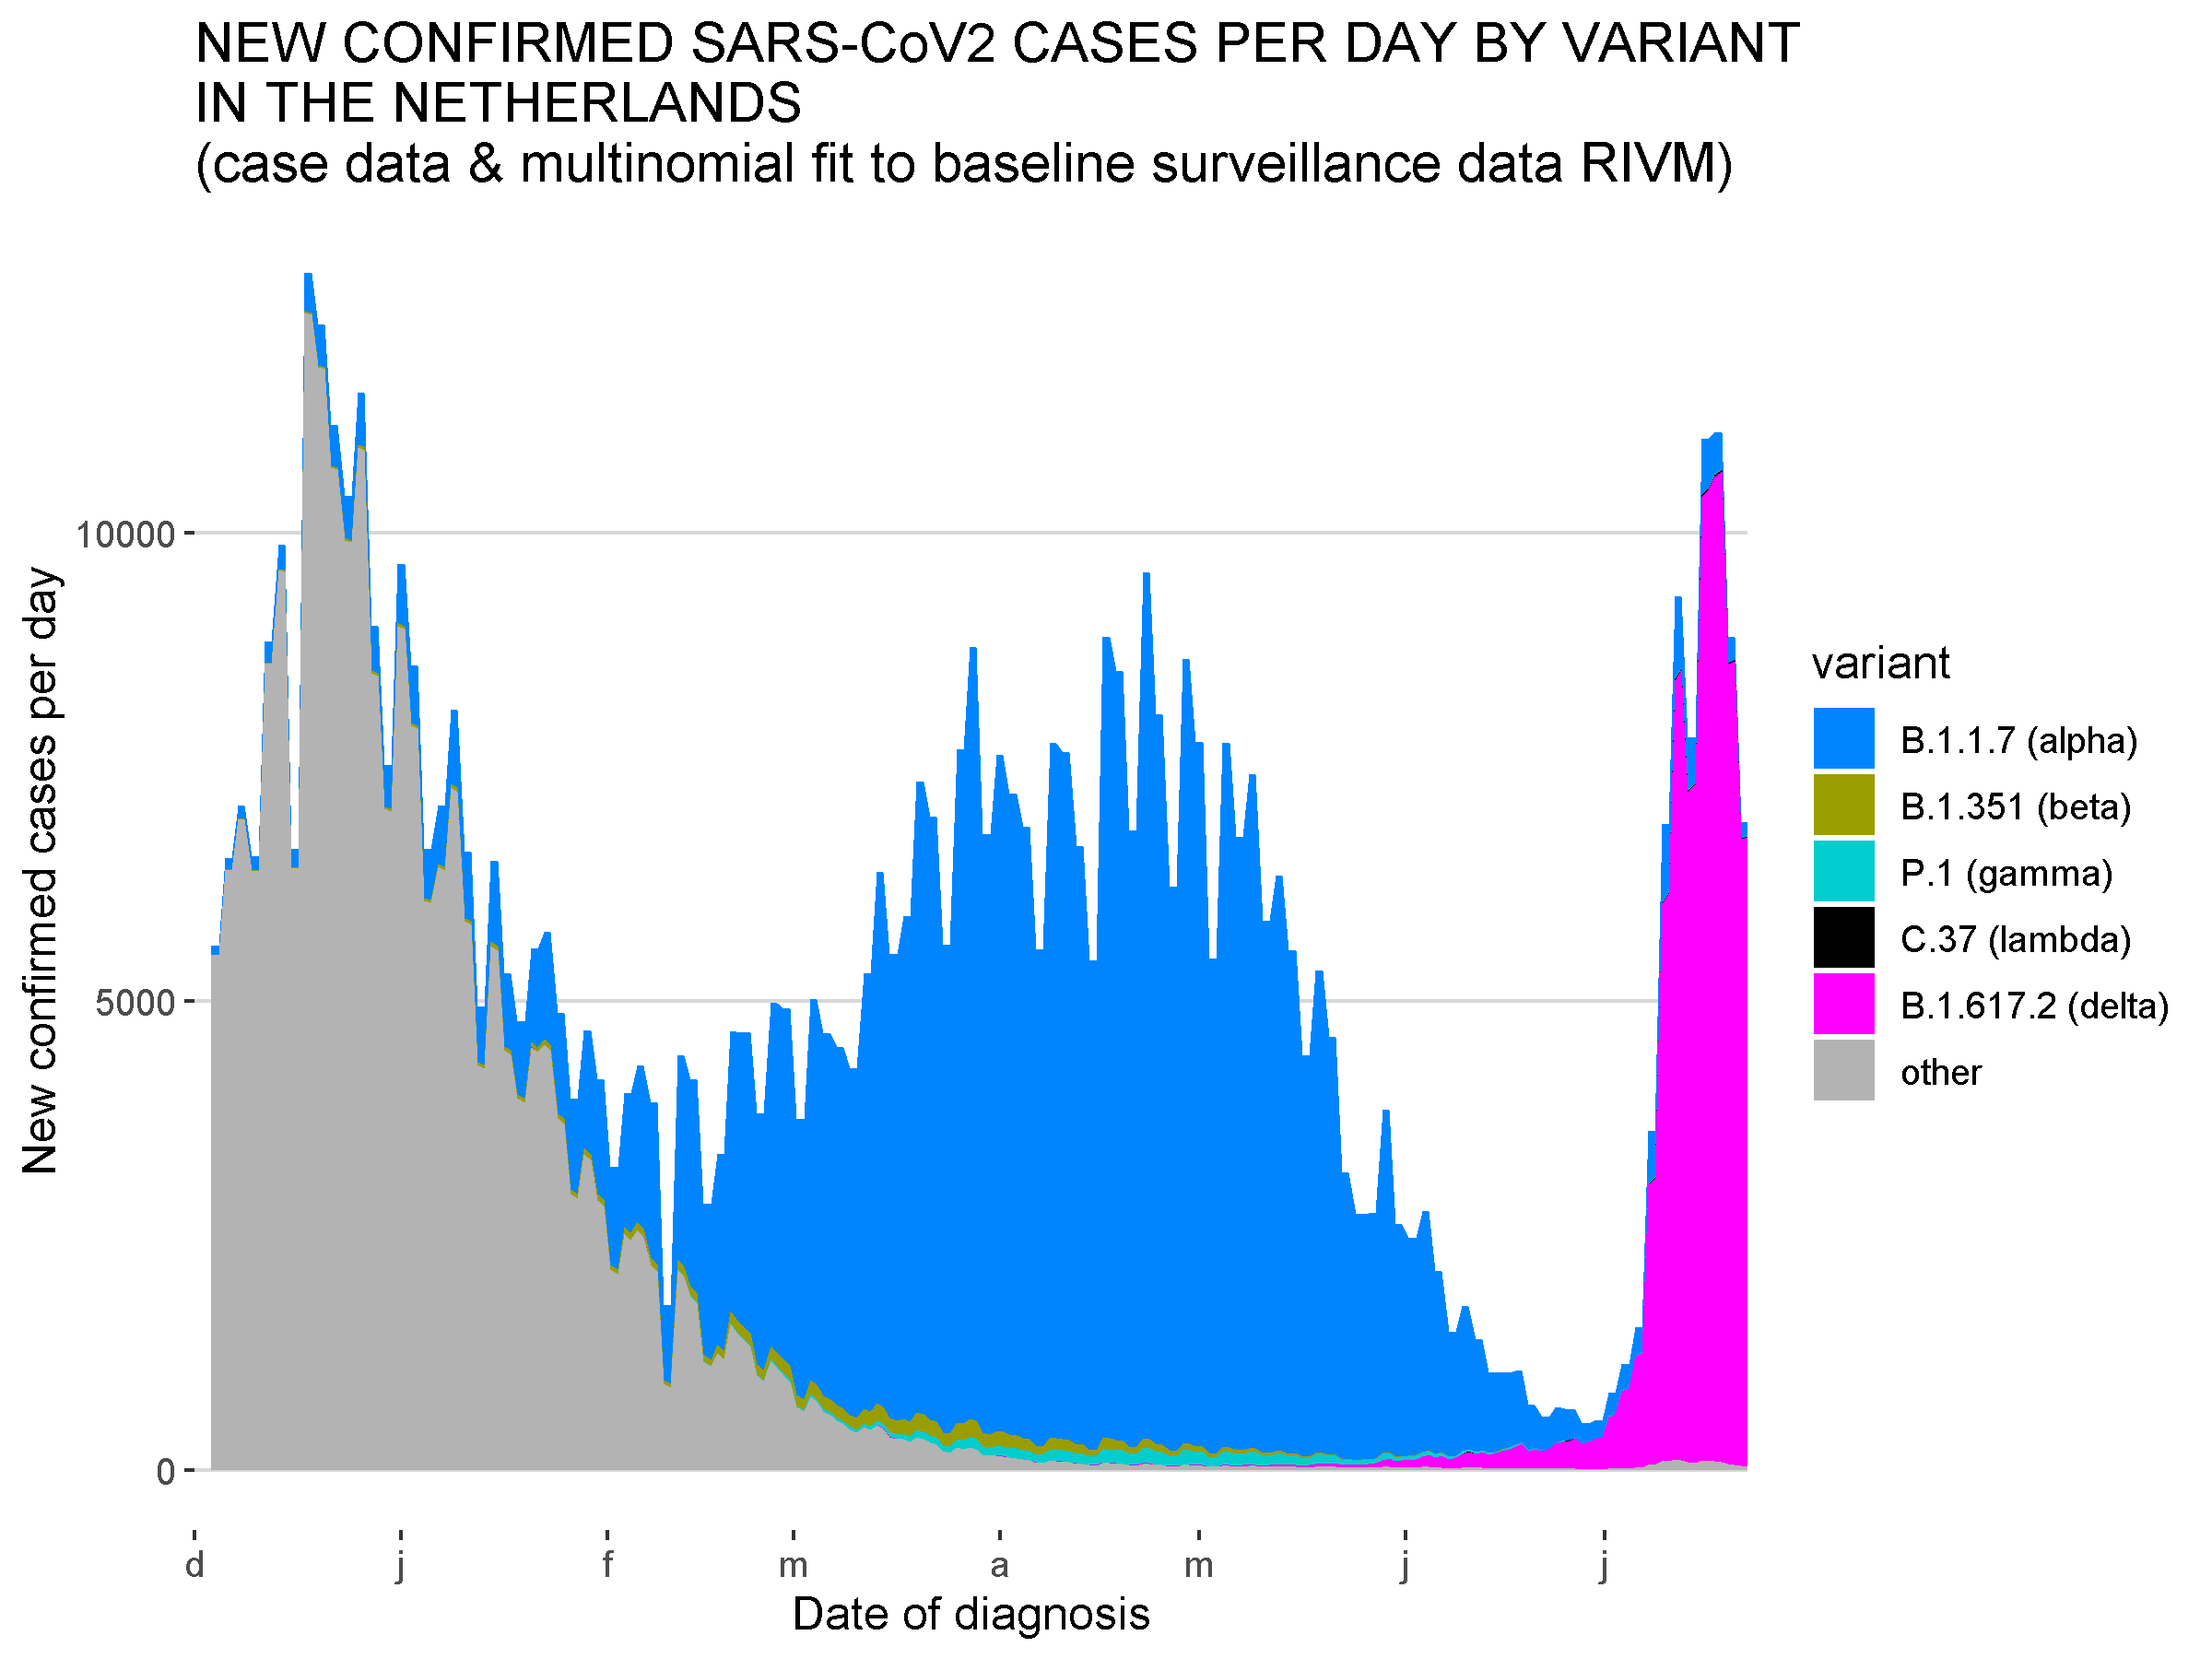 NEW CONFIRMED SARS-CoV2 CASES PER DAY BY VARIANT
IN THE NETHERLANDS
(case data & multinomial fit to baseline surveillance data RIVM)
New confirmed cases per day
10000
5000
0
d j f m a m j j
Date of diagnosis
variant
B.1.1.7 (alpha)
B.1.351 (beta)
P.1 (gamma)
C.37 (lambda)
B.1.617.2 (delta)
other